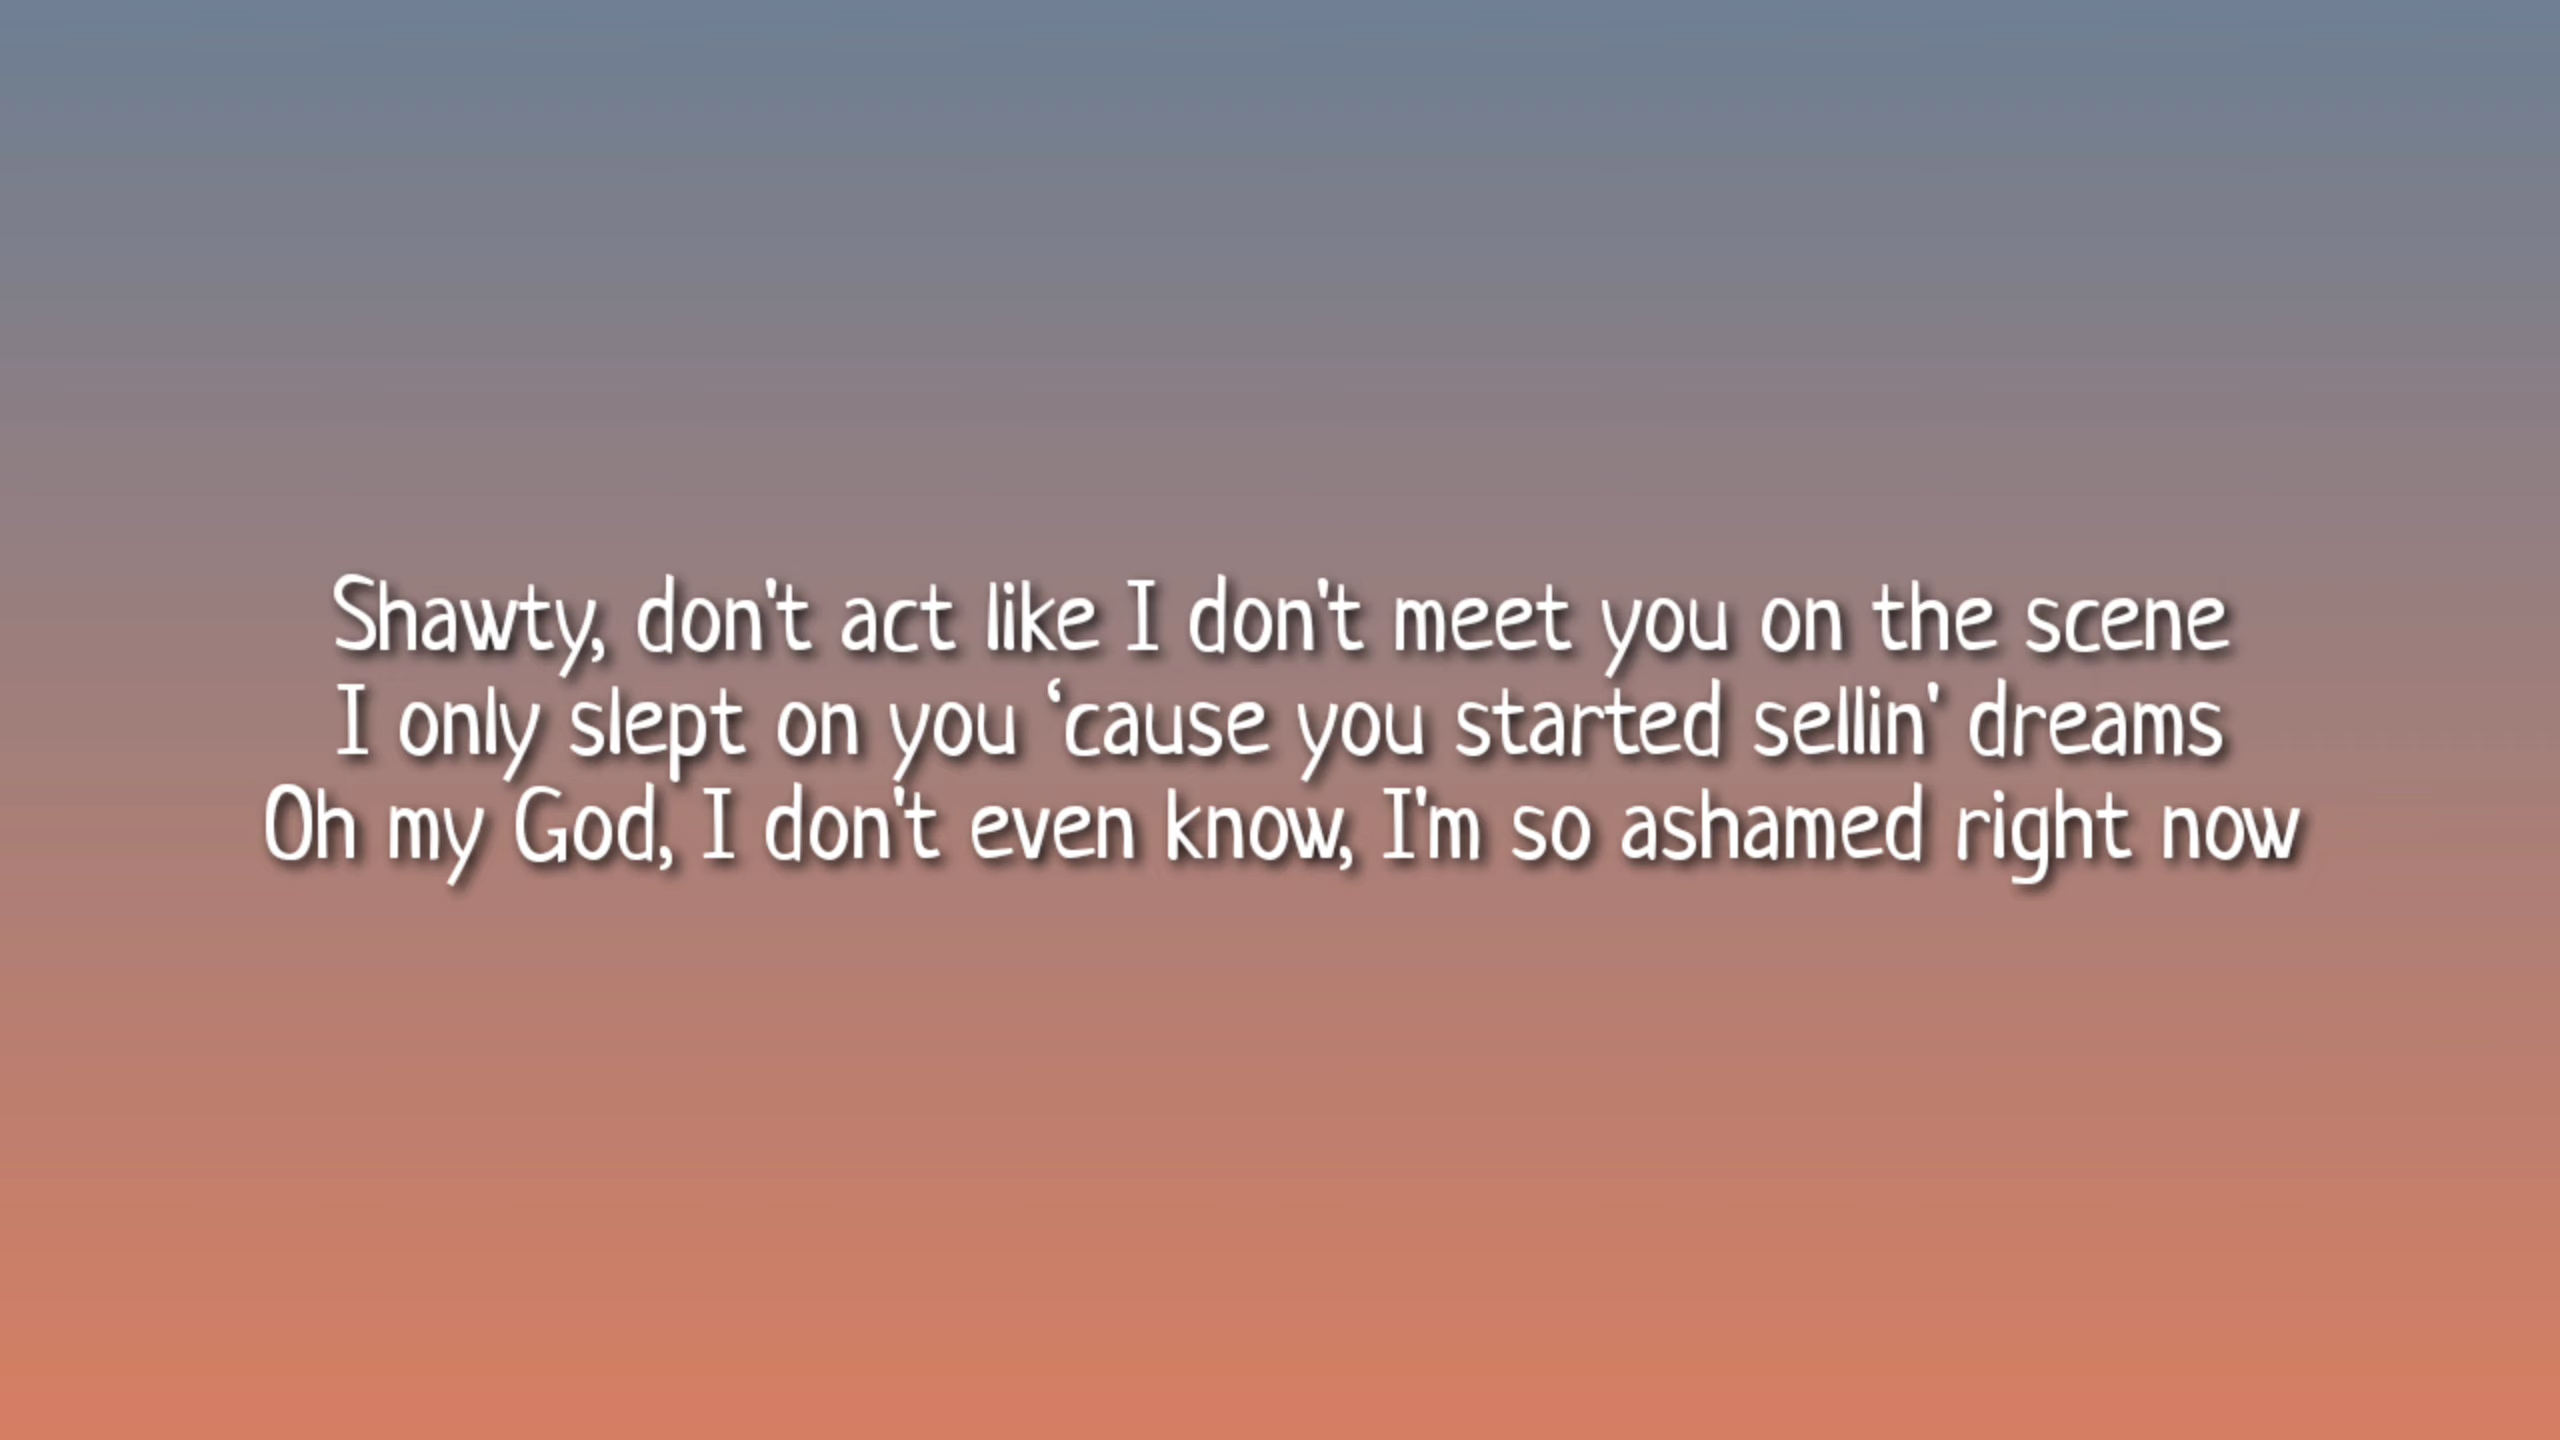 Shawty, don't act like I don't meet you on the scene
I only slept on you ‘cause you started sellin' dreams
Oh my God, I don't even know, I'm so ashamed right now